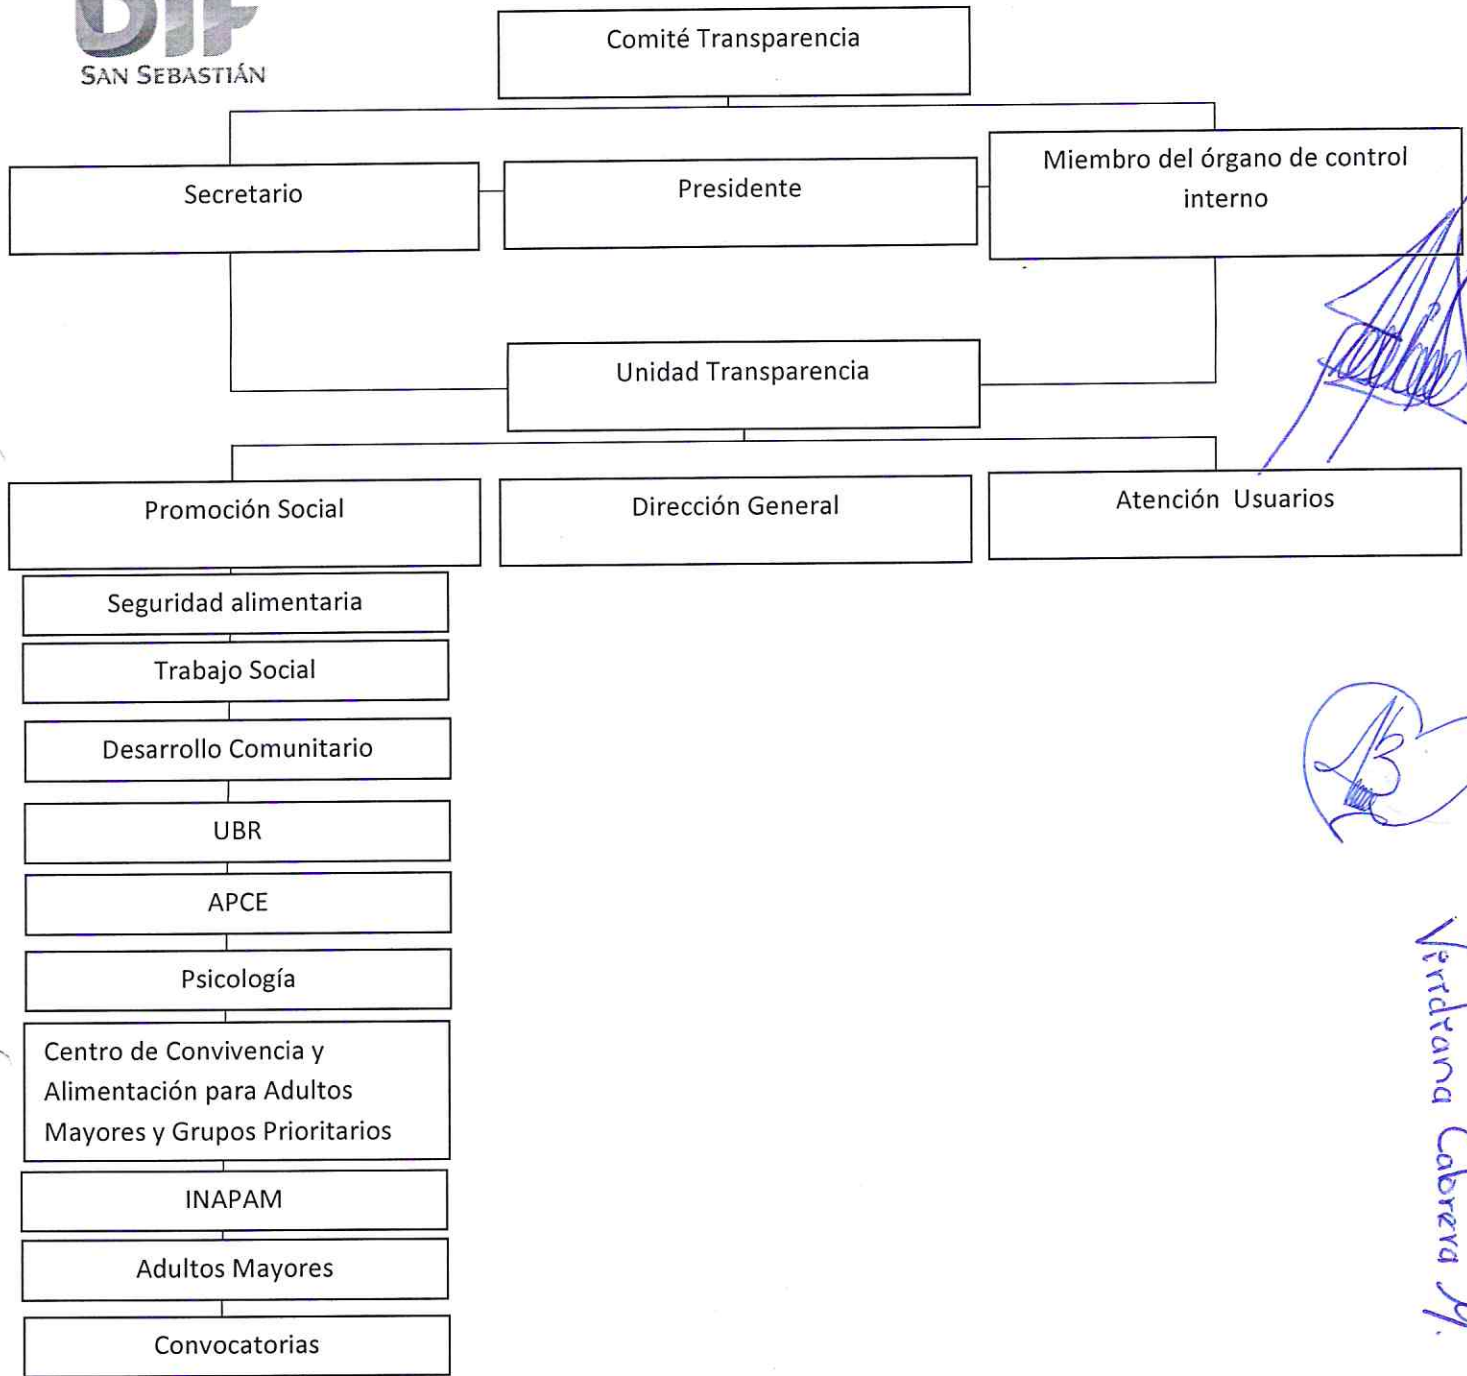 DIF
SAN SEBASTIÁN
Comité Transparencia
Secretario
Presidente
Miembro del órgano de control
interno
Unidad Transparencia
Promoción Social
Dirección General
Atención Usuarios
Seguridad alimentaria
Trabajo Social
Desarrollo Comunitario
UBR
APCE
Psicología
Centro de Convivencia y
Alimentación para Adultos
Mayores y Grupos Prioritarios
INAPAM
Adultos Mayores
Convocatorias
Virdiana Cabrera M.